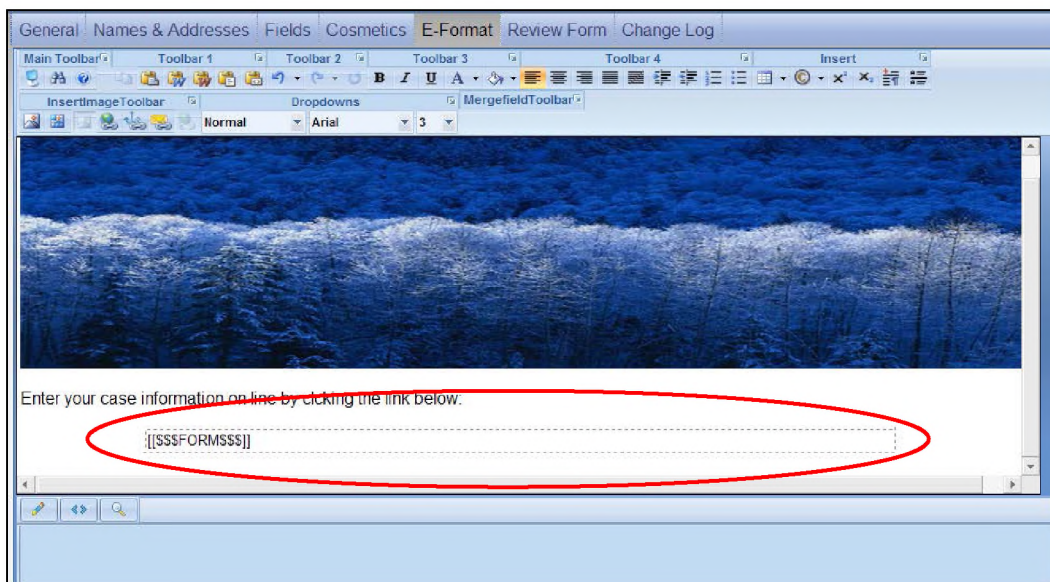 General Names & Addresses Fields Cosmetics E-Format Review Form Change Log
Main Toolbar Toolbar 1 Toolbar 2 Toolbar 3 Toolbar 4 Insert
B I U A
InsertImageToolbar Dropdowns MergefieldToolbar
Normal Arial 3
Enter your case information on line by clicking the link below:
[[$$$FORM$$$]]